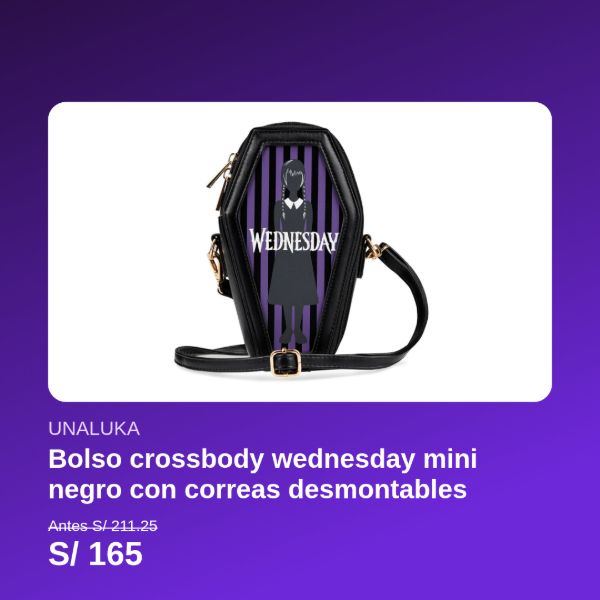 WEDNESDAY
UNALUKA
Bolso crossbody wednesday mini
negro con correas desmontables
Antes S/ 211.25
S/ 165